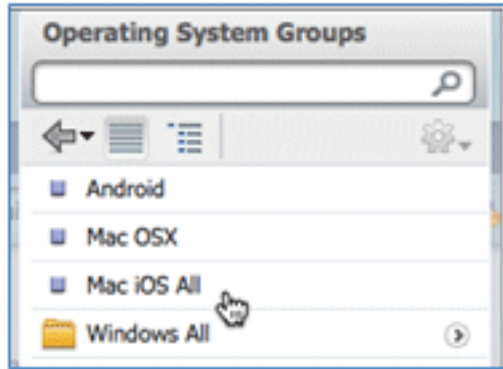 Operating System Groups
Android
Mac OSX
Mac iOS All
Windows All